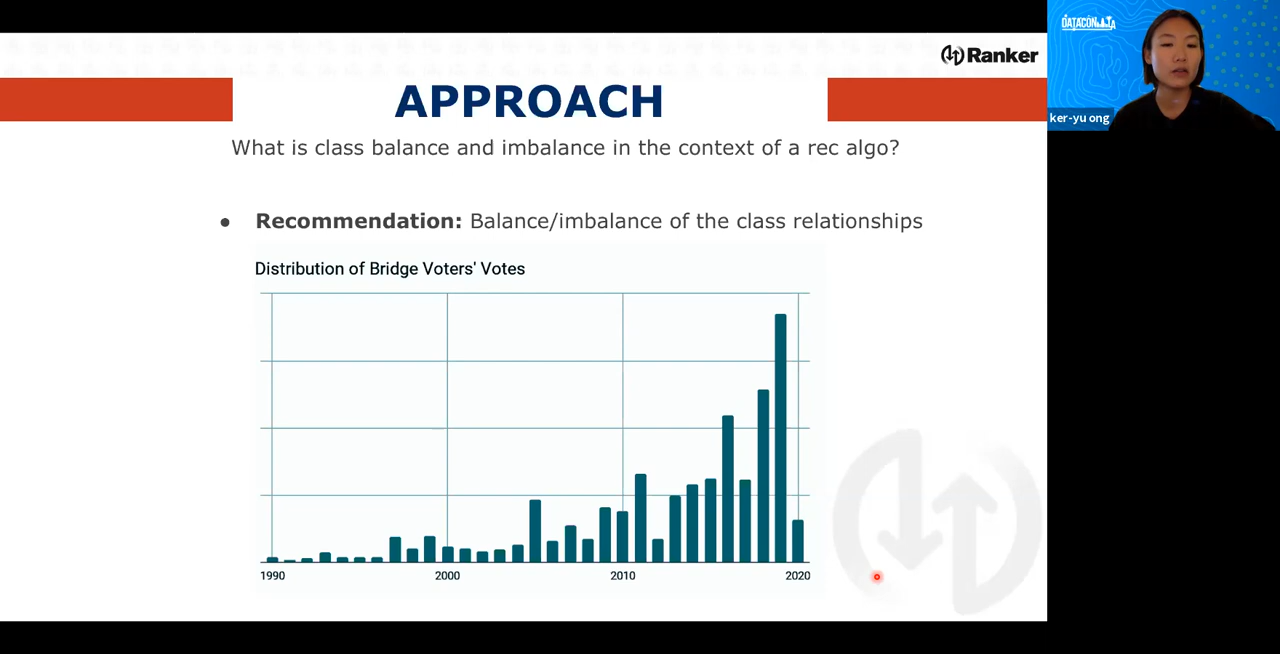 DATACON
Ranker
APPROACH
ker-yu ong
What is class balance and imbalance in the context of a rec algo?
● Recommendation: Balance/imbalance of the class relationships
Distribution of Bridge Voters' Votes
1990 2000 2010 2020